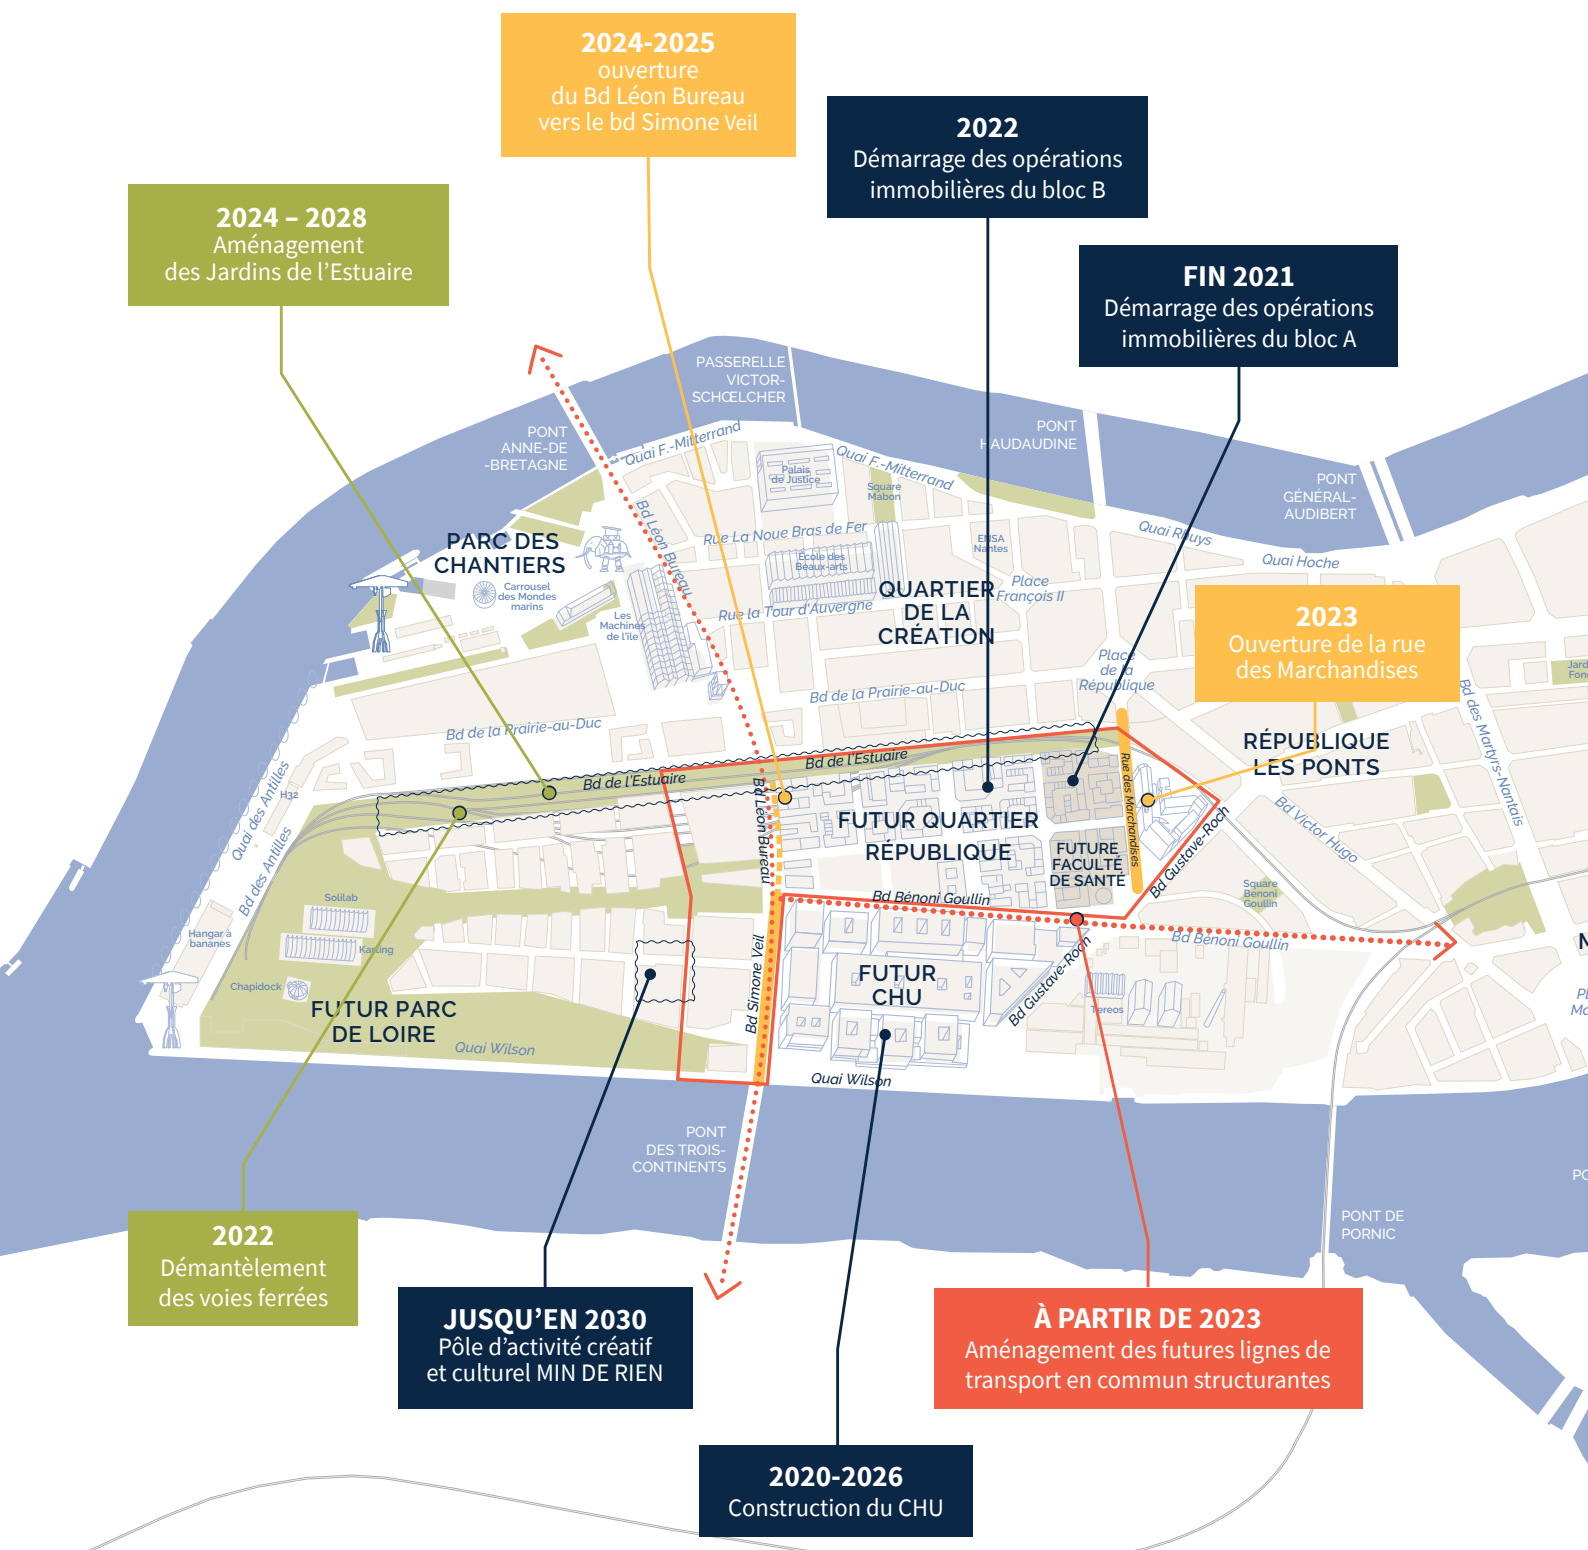 2024-2025
ouverture
du Bd Léon Bureau
vers le bd Simone Veil
2022
Démarrage des opérations
immobilières du bloc B
2024 – 2028
Aménagement
des Jardins de l'Estuaire
FIN 2021
Démarrage des opérations
immobilières du bloc A
PASSERELLE
VICTOR-
SCHŒLCHER
PONT
ANNE-DE
-BRETAGNE
Quai F.-Mitterrand
Quai F.-Mitterrand
PONT
HAUDAUDINE
PONT
GÉNÉRAL-
AUDIBERT
Palais
de Justice
Square
Mabon
Bd Léon Bureau
Rue La Noue Bras de Fer
ENSA
Nantes
Quai Rhuys
Quai Hoche
PARC DES
CHANTIERS
École des
Beaux-arts
Carrousel
des Mondes
marins
Les
Machines
de l'île
Rue la Tour d'Auvergne
QUARTIER
DE LA
CRÉATION
Place
François II
2023
Ouverture de la rue
des Marchandises
Place
de la
République
Jard
Fon
Bd de la Prairie-au-Duc
Bd de la Prairie-au-Duc
Bd des Martyrs-Nantais
RÉPUBLIQUE
LES PONTS
Bd de l'Estuaire
Bd de l'Estuaire
Rue des Marchandises
H32
Quai des Antilles
Bd des Antilles
Bd Léon Bureau
FUTUR QUARTIER
RÉPUBLIQUE
FUTURE
FACULTÉ
DE SANTÉ
Bd Gustave-Roch
Bd Victor Hugo
Square
Bénoni
Goullin
Solilab
Karting
Hangar à
bananes
Bd Bénoni Goullin
Bd Bénoni Goullin
N
Chapidock
FUTUR PARC
DE LOIRE
Bd Simone Veil
FUTUR
CHU
Bd Gustave-Roch
Tereos
Pl
Ma
Quai Wilson
Quai Wilson
PONT
DES TROIS-
CONTINENTS
PO
PONT DE
PORNIC
2022
Démantèlement
des voies ferrées
JUSQU'EN 2030
Pôle d'activité créatif
et culturel MIN DE RIEN
À PARTIR DE 2023
Aménagement des futures lignes de
transport en commun structurantes
2020-2026
Construction du CHU